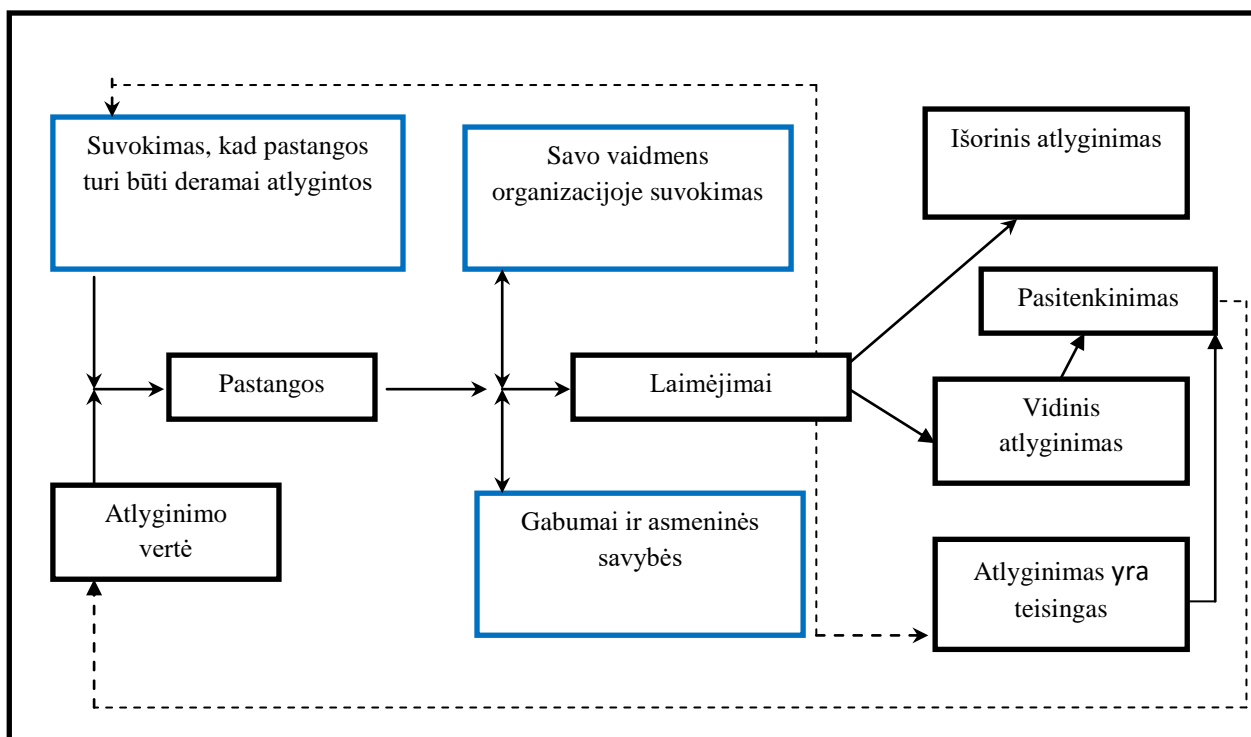 Suvokimas, kad pastangos
turi būti deramai atlygintos
Savo vaidmens
organizacijoje suvokimas
Išorinis atlyginimas
Pasitenkinimas
Pastangos
Laimėjimai
Vidinis
atlyginimas
Atlyginimo
vertė
Gabumai ir asmeninės
savybės
Atlyginimas yra
teisingas